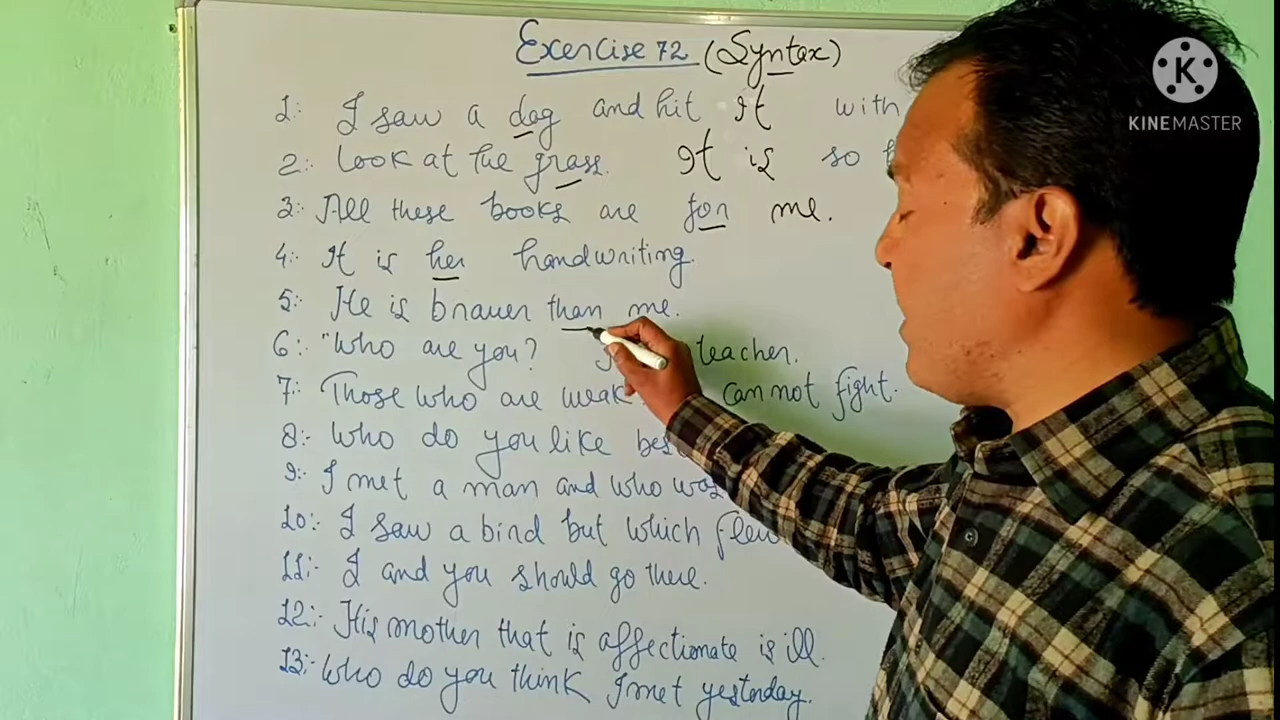 Exercise 72 (Syntax)
K
KINEMASTER
1:- I saw a dog and hit it with
2:- Look at the grass. It is so
3:- All these books are for me.
4:- It is her handwriting.
5:- He is braver than me.
6:- "Who are you? teacher.
7:- Those who are weak cannot fight.
8:- Who do you like best
9:- I met a man and who was
10:- I saw a bird but which flew
11:- I and you should go there.
12:- His mother that is affectionate is ill.
13:- Who do you think I met yesterday.